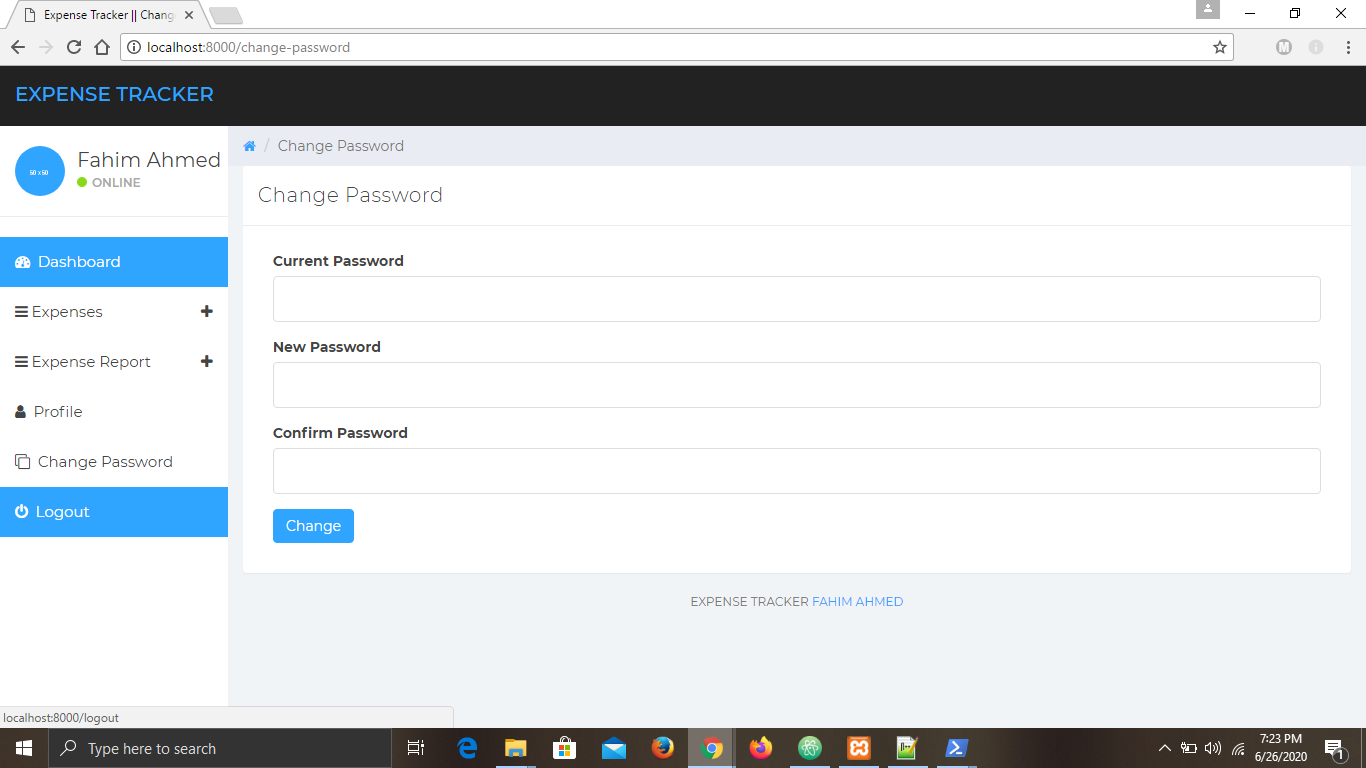 Expense Tracker || Chang
localhost:8000/change-password
EXPENSE TRACKER
50 x 50
Fahim Ahmed
ONLINE
/ Change Password
Dashboard
Expenses
Expense Report
Profile
Change Password
Logout
Change Password
Current Password
New Password
Confirm Password
Change
EXPENSE TRACKER FAHIM AHMED
localhost:8000/logout
Type here to search
7:23 PM
6/26/2020
1